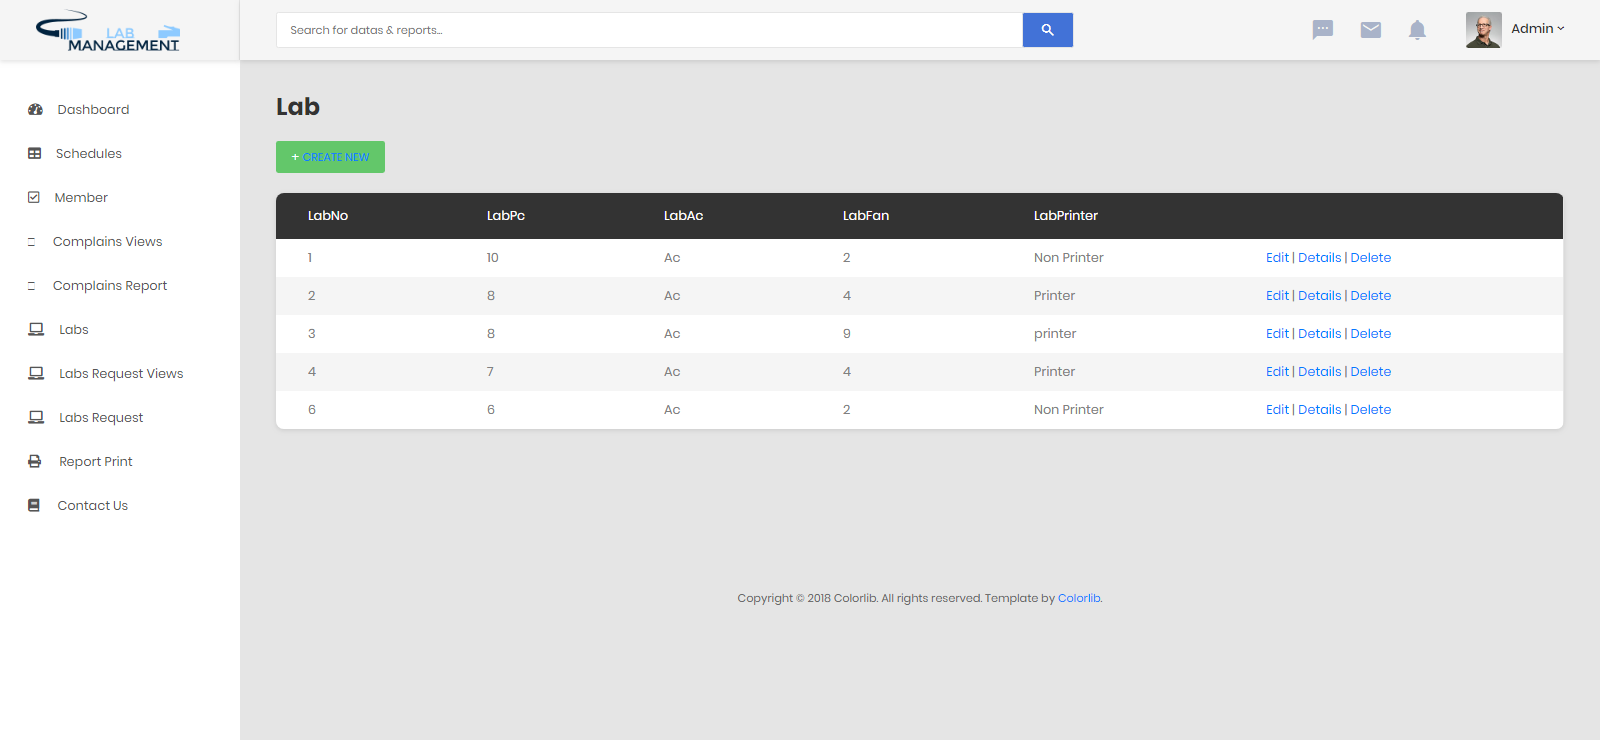 LAB
MANAGEMENT
Search for datas & reports...
Admin
Dashboard
Schedules
Member
Complains Views
Complains Report
Labs
Labs Request Views
Labs Request
Report Print
Contact Us
Lab
+ CREATE NEW
LabNo LabPc LabAc LabFan LabPrinter
1 10 Ac 2 Non Printer Edit | Details | Delete
2 8 Ac 4 Printer Edit | Details | Delete
3 8 Ac 9 printer Edit | Details | Delete
4 7 Ac 4 Printer Edit | Details | Delete
6 6 Ac 2 Non Printer Edit | Details | Delete
Copyright © 2018 Colorlib. All rights reserved. Template by Colorlib.